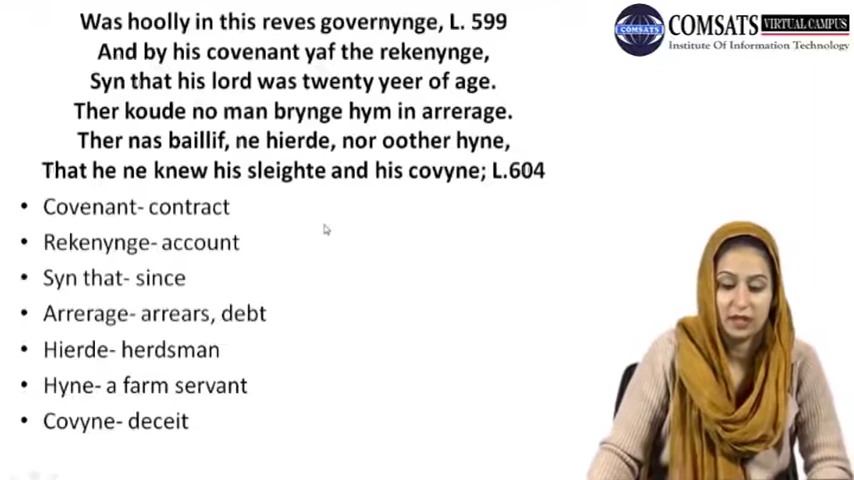 Was hoolly in this reves governynge, L. 599
And by his covenant yaf the rekenynge,
Syn that his lord was twenty yeer of age.
Ther koude no man brynge hym in arrerage.
Ther nas baillif, ne hierde, nor oother hyne,
That he ne knew his sleighte and his covyne; L.604
• Covenant- contract
• Rekenynge- account
• Syn that- since
• Arrerage- arrears, debt
• Hierde- herdsman
• Hyne- a farm servant
• Covyne- deceit
COMSATS VIRTUAL CAMPUS
Institute Of Information Technology